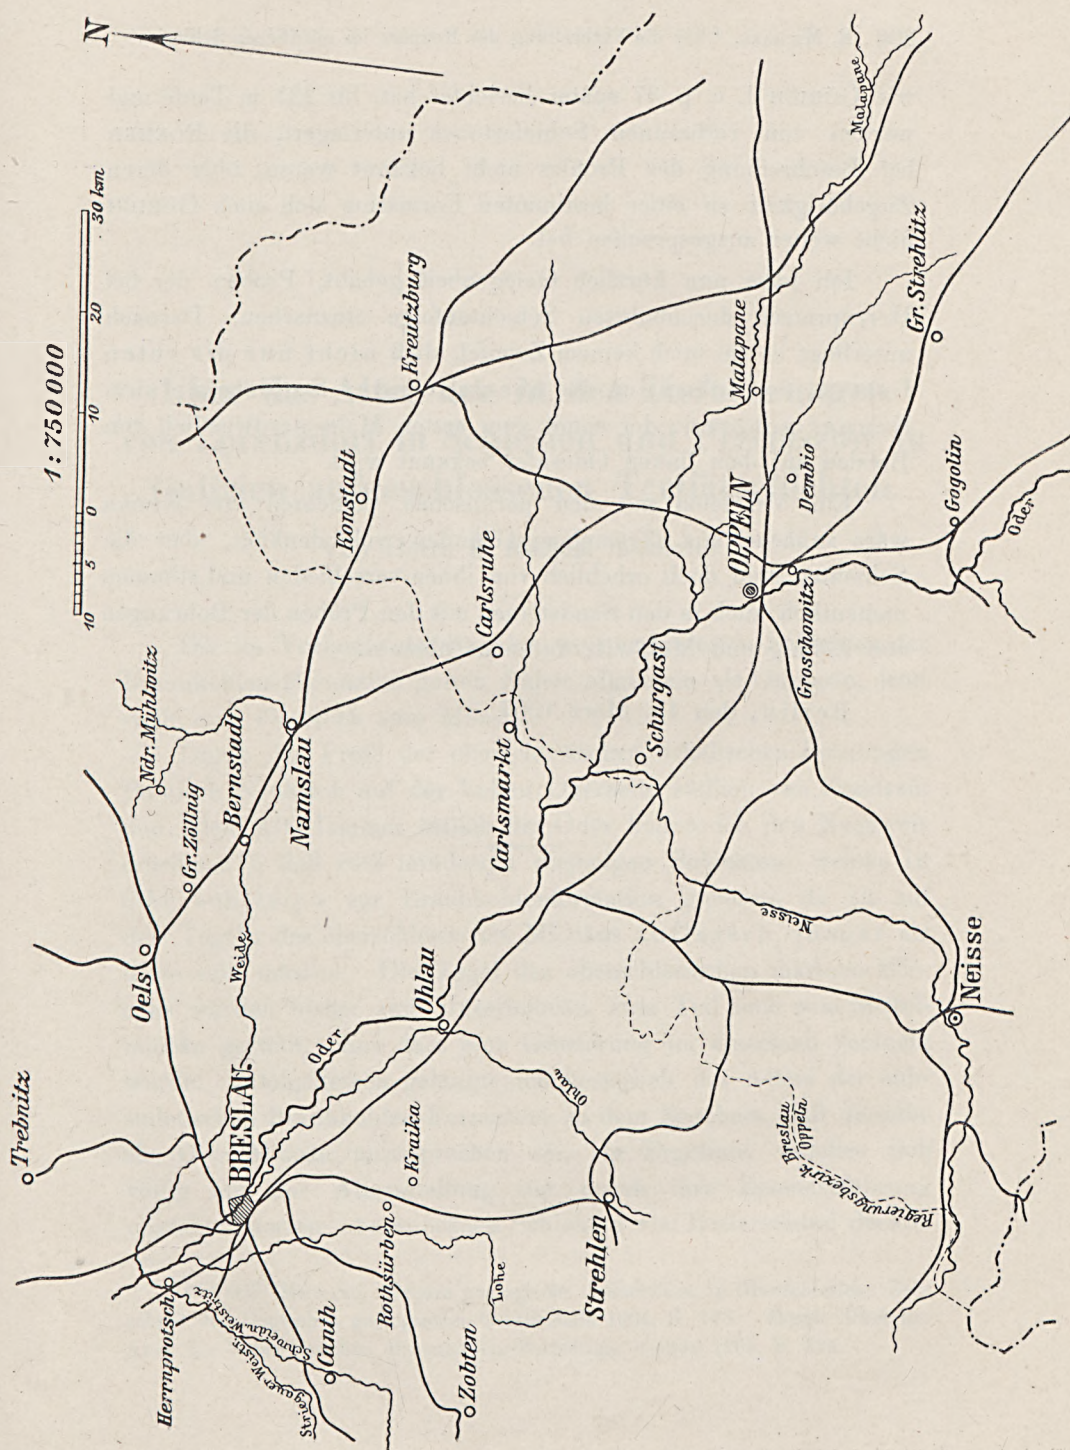 1:750000
10 5 0 10 20 30 km
N
Trebnitz
Oels
Gr. Zöllnig
Ndr. Mühlwitz
Bernstadt
Namslau
Konstadt
Kreutzburg
Weide
BRESLAU
Herrnprotsch
Schweidn. Weistritz
Striegauer Weistr.
Canth
Rothsürben
Kraika
Zobten
Lohe
Strehlen
Oder
Ohlau
Ohlau
Carlsruhe
Carlsmarkt
Schurgast
OPPELN
Malapane
Malapane
Dembio
Groschowitz
Gr. Strehlitz
Gogolin
Oder
Neisse
Neisse
Regierungsbezirk
Breslau
Oppeln